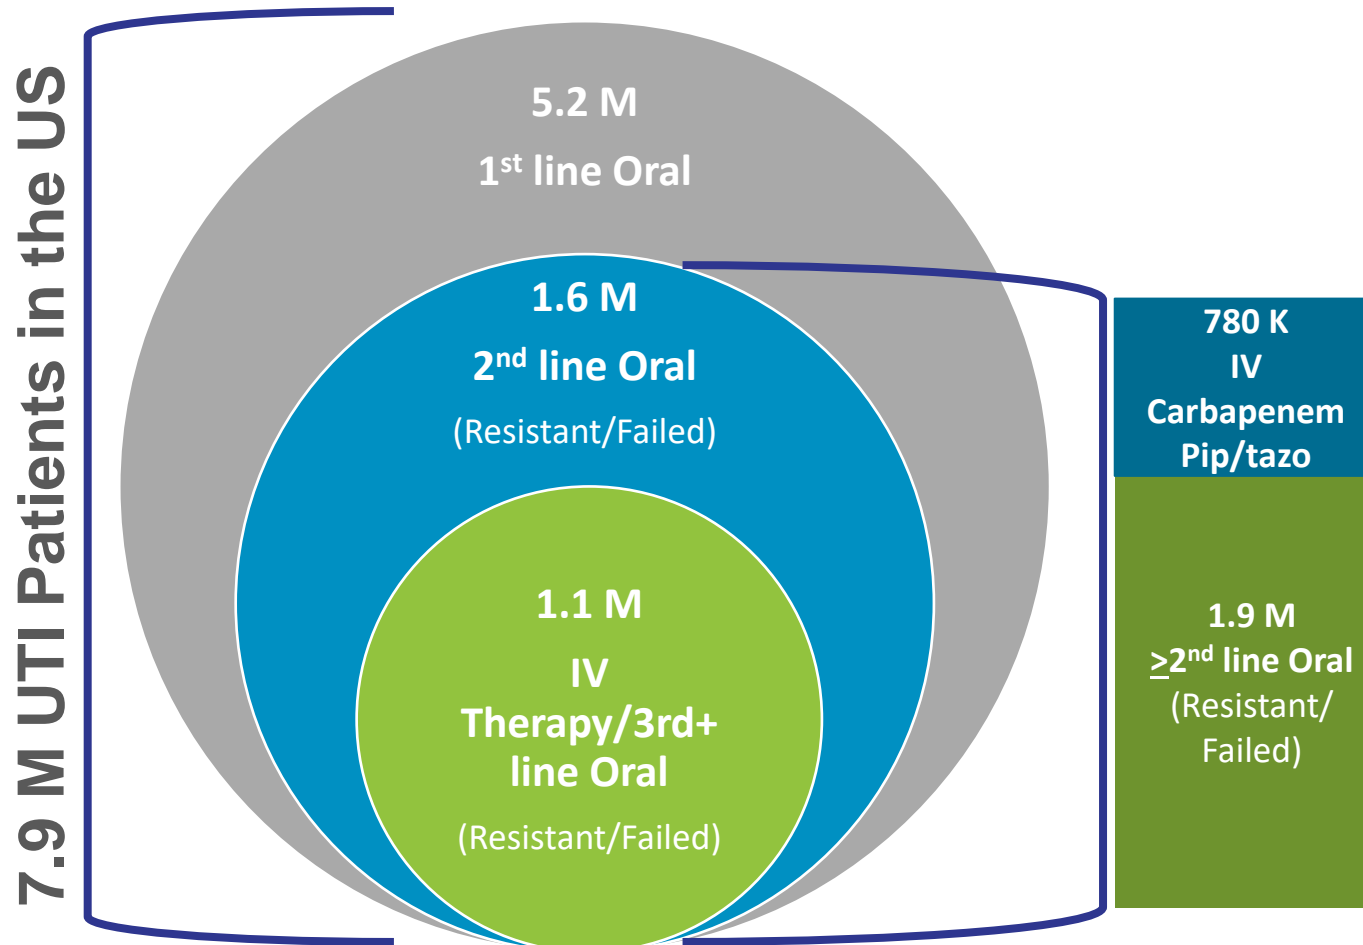 7.9 M UTI Patients in the US
5.2 M
1st line Oral
1.6 M
2nd line Oral
(Resistant/Failed)
1.1 M
IV
Therapy/3rd+
line Oral
(Resistant/Failed)
780 K
IV
Carbapenem
Pip/tazo
1.9 M
≥2nd line Oral
(Resistant/
Failed)